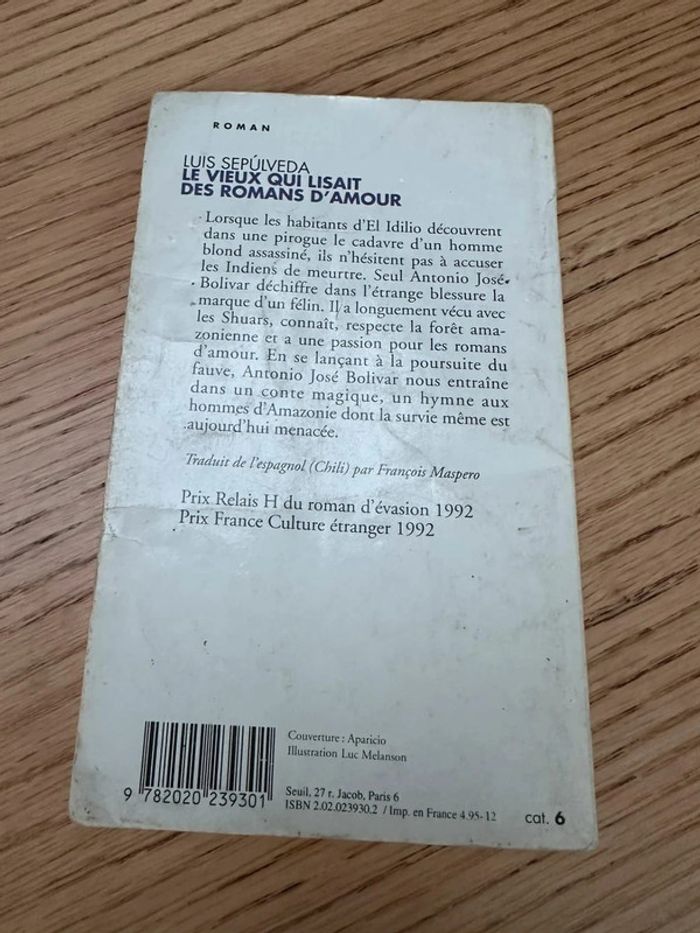 ROMAN
LUIS SEPÚLVEDA
LE VIEUX QUI LISAIT
DES ROMANS D'AMOUR
Lorsque les habitants d'El Idilio découvrent
dans une pirogue le cadavre d'un homme
blond assassiné, ils n'hésitent pas à accuser
les Indiens de meurtre. Seul Antonio José
Bolivar déchiffre dans l'étrange blessure la
marque d'un félin. Il a longuement vécu avec
les Shuars, connaît, respecte la forêt ama-
zonienne et a une passion pour les romans
d'amour. En se lançant à la poursuite du
fauve, Antonio José Bolivar nous entraîne
dans un conte magique, un hymne aux
hommes d'Amazonie dont la survie même est
aujourd'hui menacée.
Traduit de l'espagnol (Chili) par François Maspero
Prix Relais H du roman d'évasion 1992
Prix France Culture étranger 1992
Couverture : Aparicio
Illustration Luc Melanson
9 782020 239301
Seuil, 27 r. Jacob, Paris 6
ISBN 2.02.023930.2 / Imp. en France 4.95-12
cat. 6